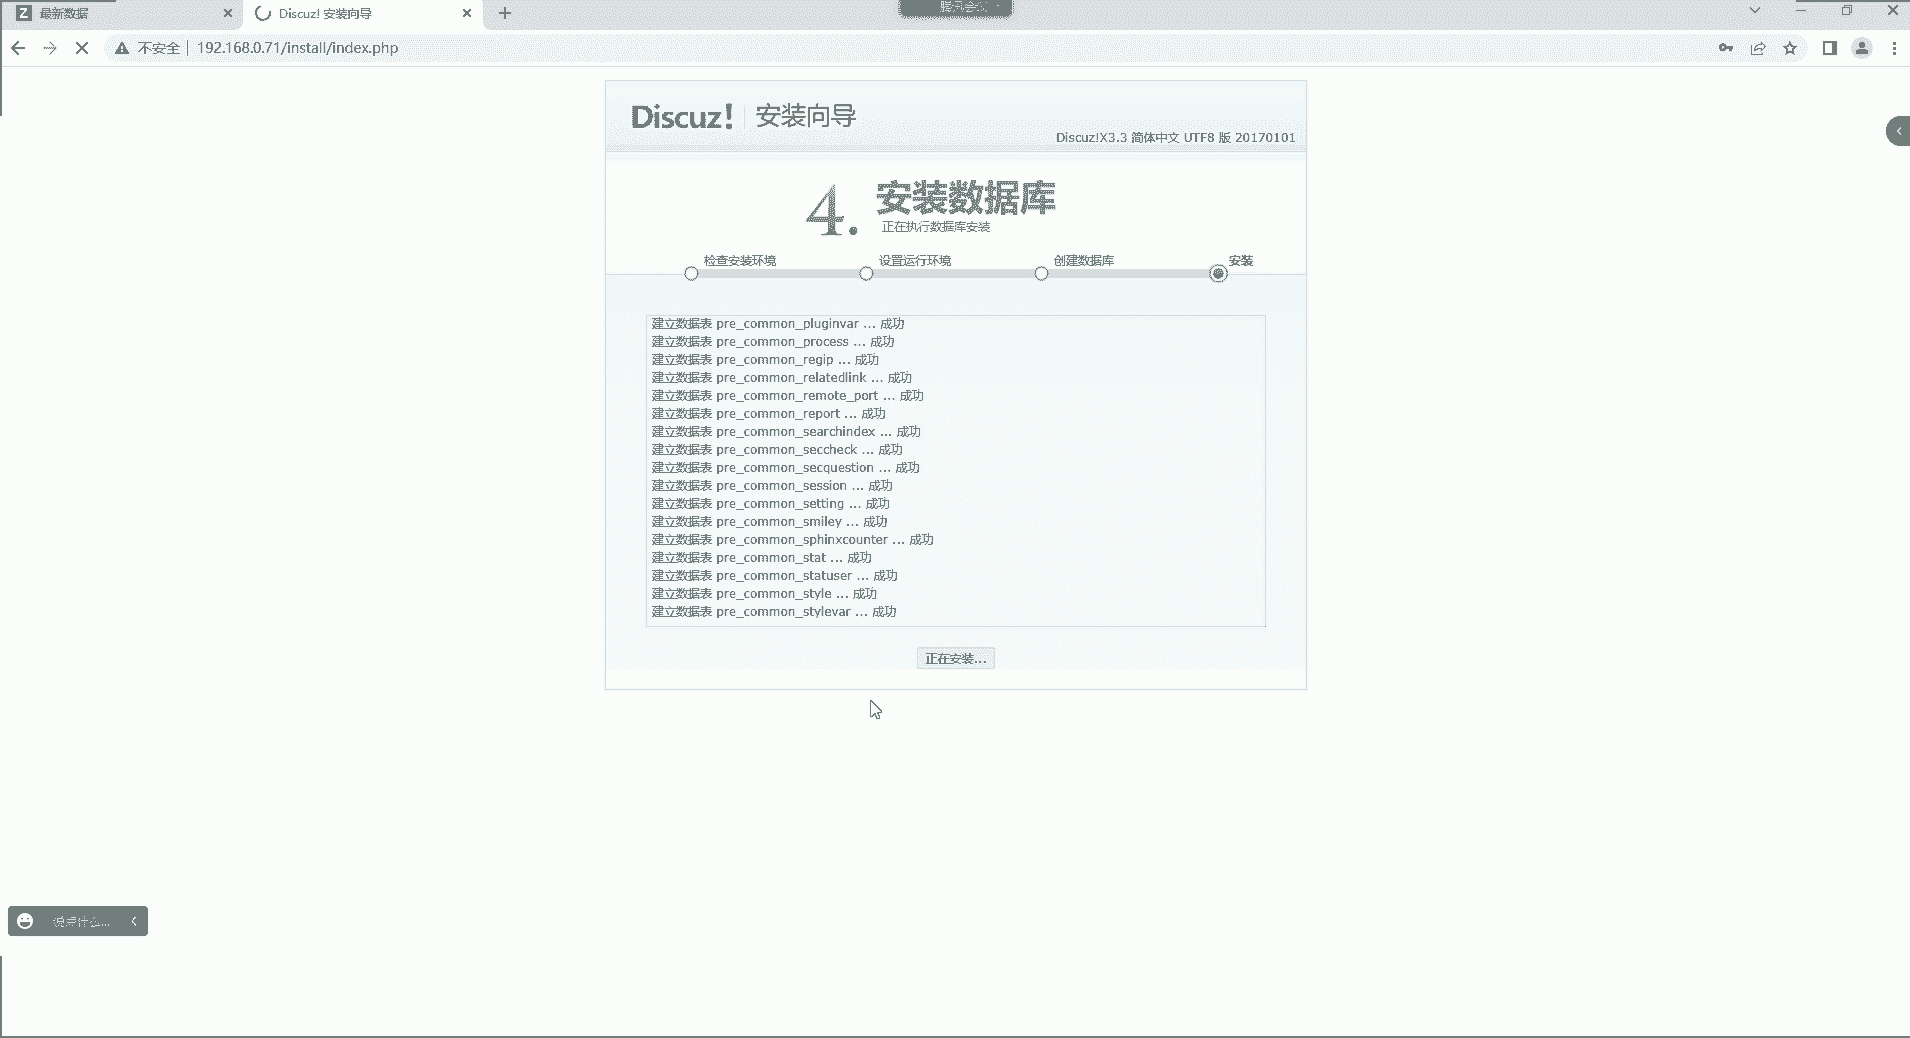 最新数据
Discuz! 安装向导
腾讯会议
不安全 192.168.0.71/install/index.php
Discuz! 安装向导
Discuz!X3.3 简体中文 UTF8 版 20170101
4. 安装数据库
正在执行数据库安装
检查安装环境 设置运行环境 创建数据库 安装
建立数据表 pre_common_pluginvar ... 成功
建立数据表 pre_common_process ... 成功
建立数据表 pre_common_regip ... 成功
建立数据表 pre_common_relatedlink ... 成功
建立数据表 pre_common_remote_port ... 成功
建立数据表 pre_common_report ... 成功
建立数据表 pre_common_searchindex ... 成功
建立数据表 pre_common_seccheck ... 成功
建立数据表 pre_common_secquestion ... 成功
建立数据表 pre_common_session ... 成功
建立数据表 pre_common_setting ... 成功
建立数据表 pre_common_smiley ... 成功
建立数据表 pre_common_sphinxcounter ... 成功
建立数据表 pre_common_stat ... 成功
建立数据表 pre_common_statuser ... 成功
建立数据表 pre_common_style ... 成功
建立数据表 pre_common_stylevar ... 成功
正在安装...
说点什么...